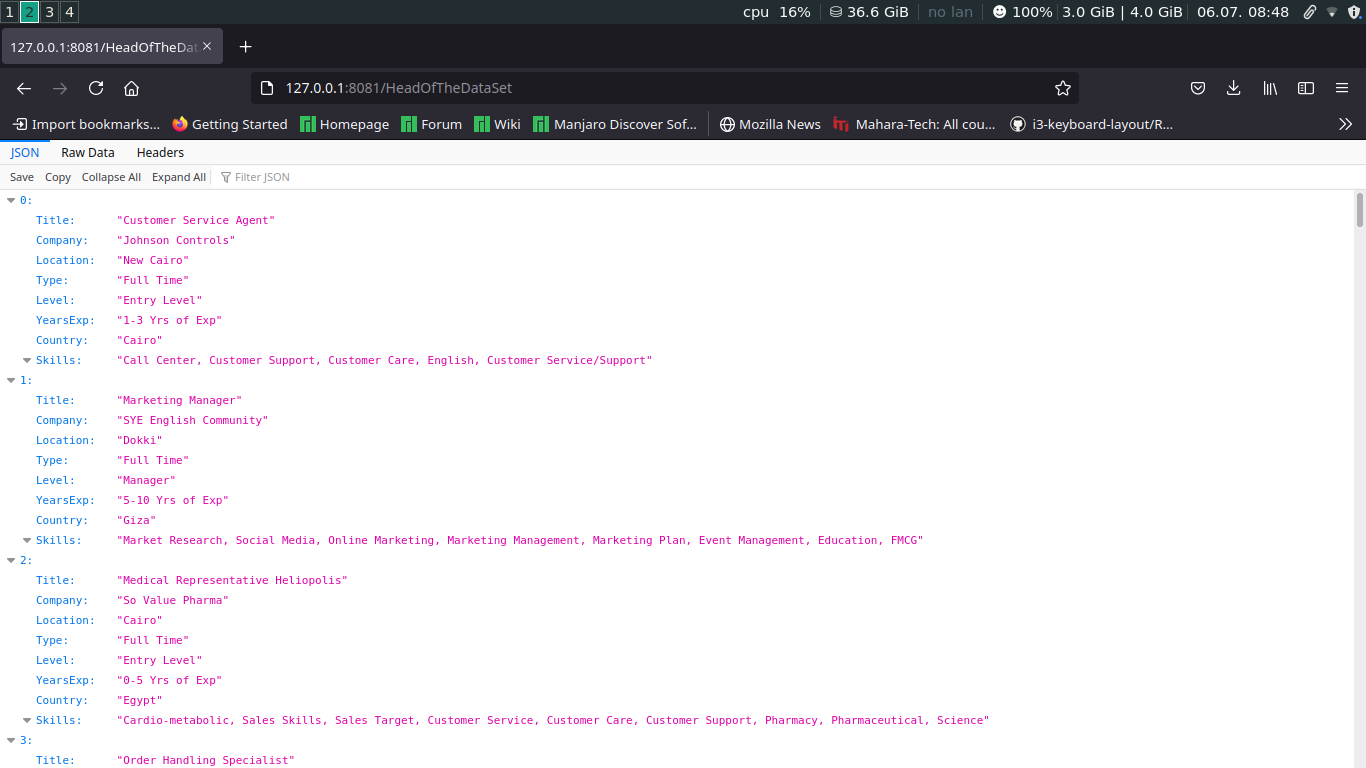 1 2 3 4 cpu 16% 36.6 GiB no lan 100% 3.0 GiB | 4.0 GiB 06.07. 08:48
127.0.0.1:8081/HeadOfTheDat
127.0.0.1:8081/HeadOfTheDataSet
Import bookmarks... Getting Started Homepage Forum Wiki Manjaro Discover Sof... Mozilla News Mahara-Tech: All cou... i3-keyboard-layout/R...
JSON Raw Data Headers
Save Copy Collapse All Expand All Filter JSON
0:
Title: "Customer Service Agent"
Company: "Johnson Controls"
Location: "New Cairo"
Type: "Full Time"
Level: "Entry Level"
YearsExp: "1-3 Yrs of Exp"
Country: "Cairo"
Skills: "Call Center, Customer Support, Customer Care, English, Customer Service/Support"
1:
Title: "Marketing Manager"
Company: "SYE English Community"
Location: "Dokki"
Type: "Full Time"
Level: "Manager"
YearsExp: "5-10 Yrs of Exp"
Country: "Giza"
Skills: "Market Research, Social Media, Online Marketing, Marketing Management, Marketing Plan, Event Management, Education, FMCG"
2:
Title: "Medical Representative Heliopolis"
Company: "So Value Pharma"
Location: "Cairo"
Type: "Full Time"
Level: "Entry Level"
YearsExp: "0-5 Yrs of Exp"
Country: "Egypt"
Skills: "Cardio-metabolic, Sales Skills, Sales Target, Customer Service, Customer Care, Customer Support, Pharmacy, Pharmaceutical, Science"
3:
Title: "Order Handling Specialist"